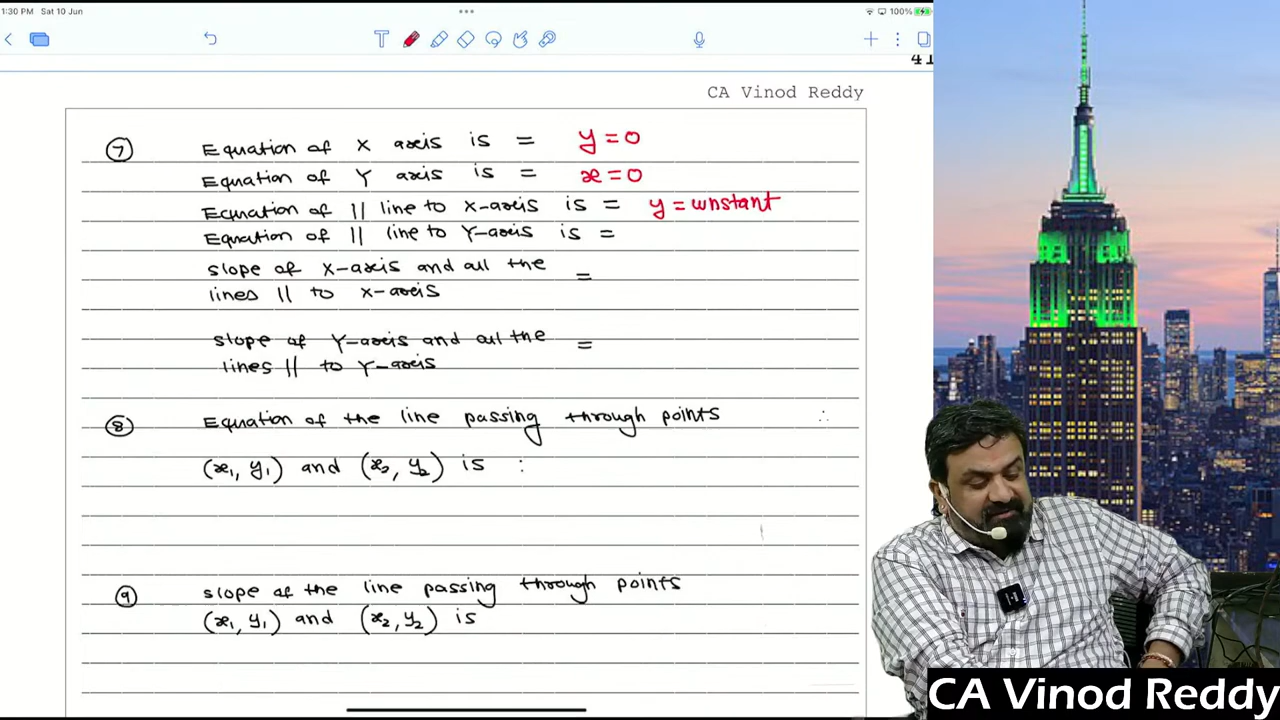 1:30 PM Sat 10 Jun
100%
41
CA Vinod Reddy
7 Equation of X axis is = y = 0
Equation of Y axis is = x = 0
Equation of || line to X-axis is = y = constant
Equation of || line to Y-axis is =
slope of X-axis and all the
lines || to X-axis =
slope of Y-axis and all the
lines || to Y-axis =
8 Equation of the line passing through points
(x₁, y₁) and (x₂, y₂) is :
9 slope of the line passing through points
(x₁, y₁) and (x₂, y₂) is
CA Vinod Reddy